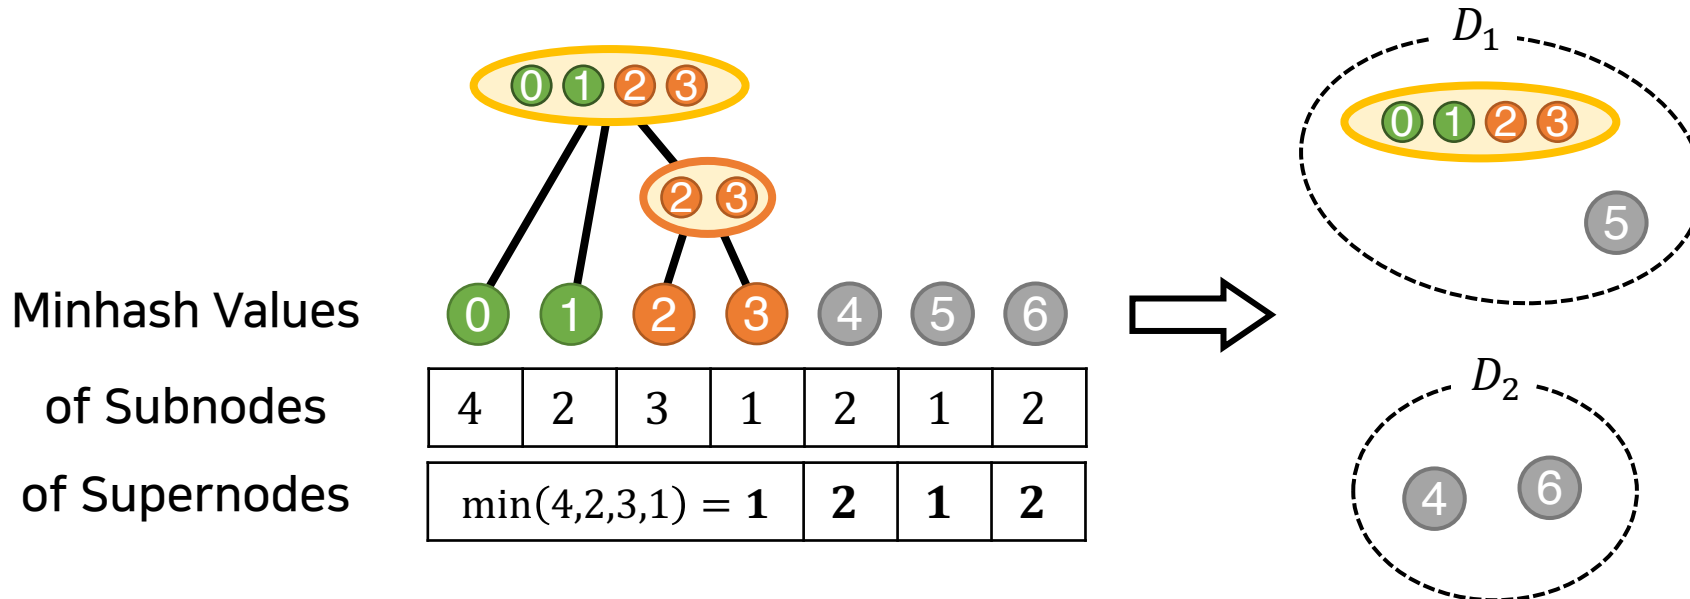 D₁
0 1 2 3
0 1 2 3
2 3
5
Minhash Values 0 1 2 3 4 5 6
D₂
of Subnodes 4 2 3 1 2 1 2
of Supernodes min(4,2,3,1) = 1 2 1 2
4 6